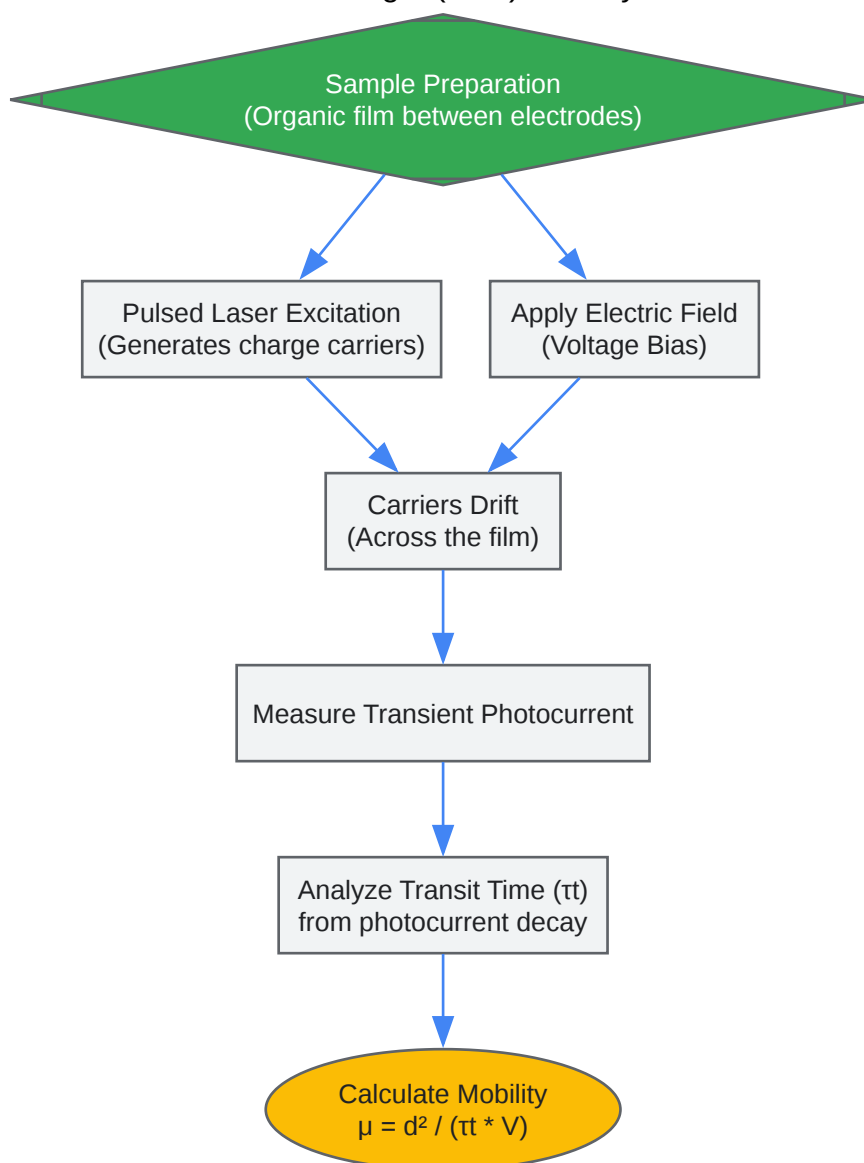 Sample Preparation
(Organic film between electrodes)
Pulsed Laser Excitation
(Generates charge carriers)
Apply Electric Field
(Voltage Bias)
Carriers Drift
(Across the film)
Measure Transient Photocurrent
Analyze Transit Time (τt)
from photocurrent decay
Calculate Mobility
μ = d² / (τt * V)